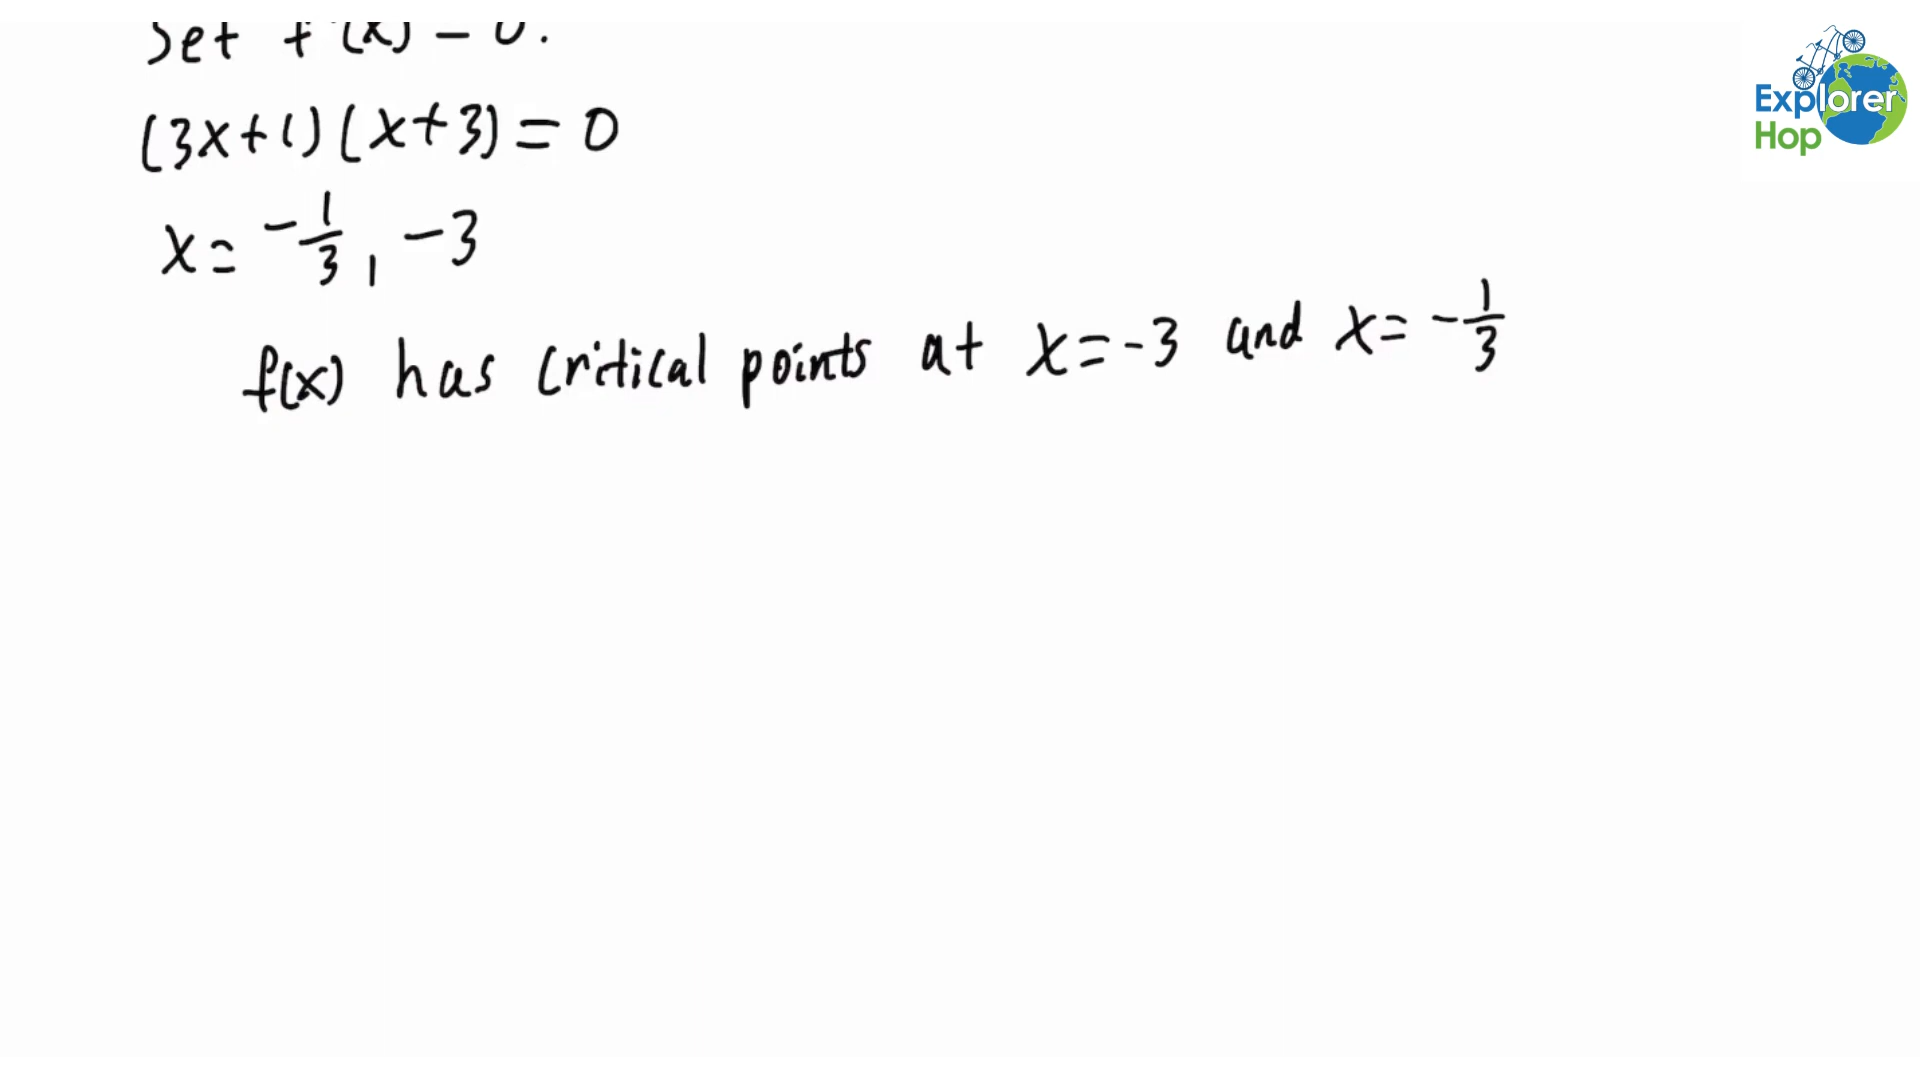 Set f'(x) = 0.
(3x+1)(x+3) = 0
x = -1/3, -3
f(x) has critical points at x = -3 and x = -1/3
Explorer
Hop